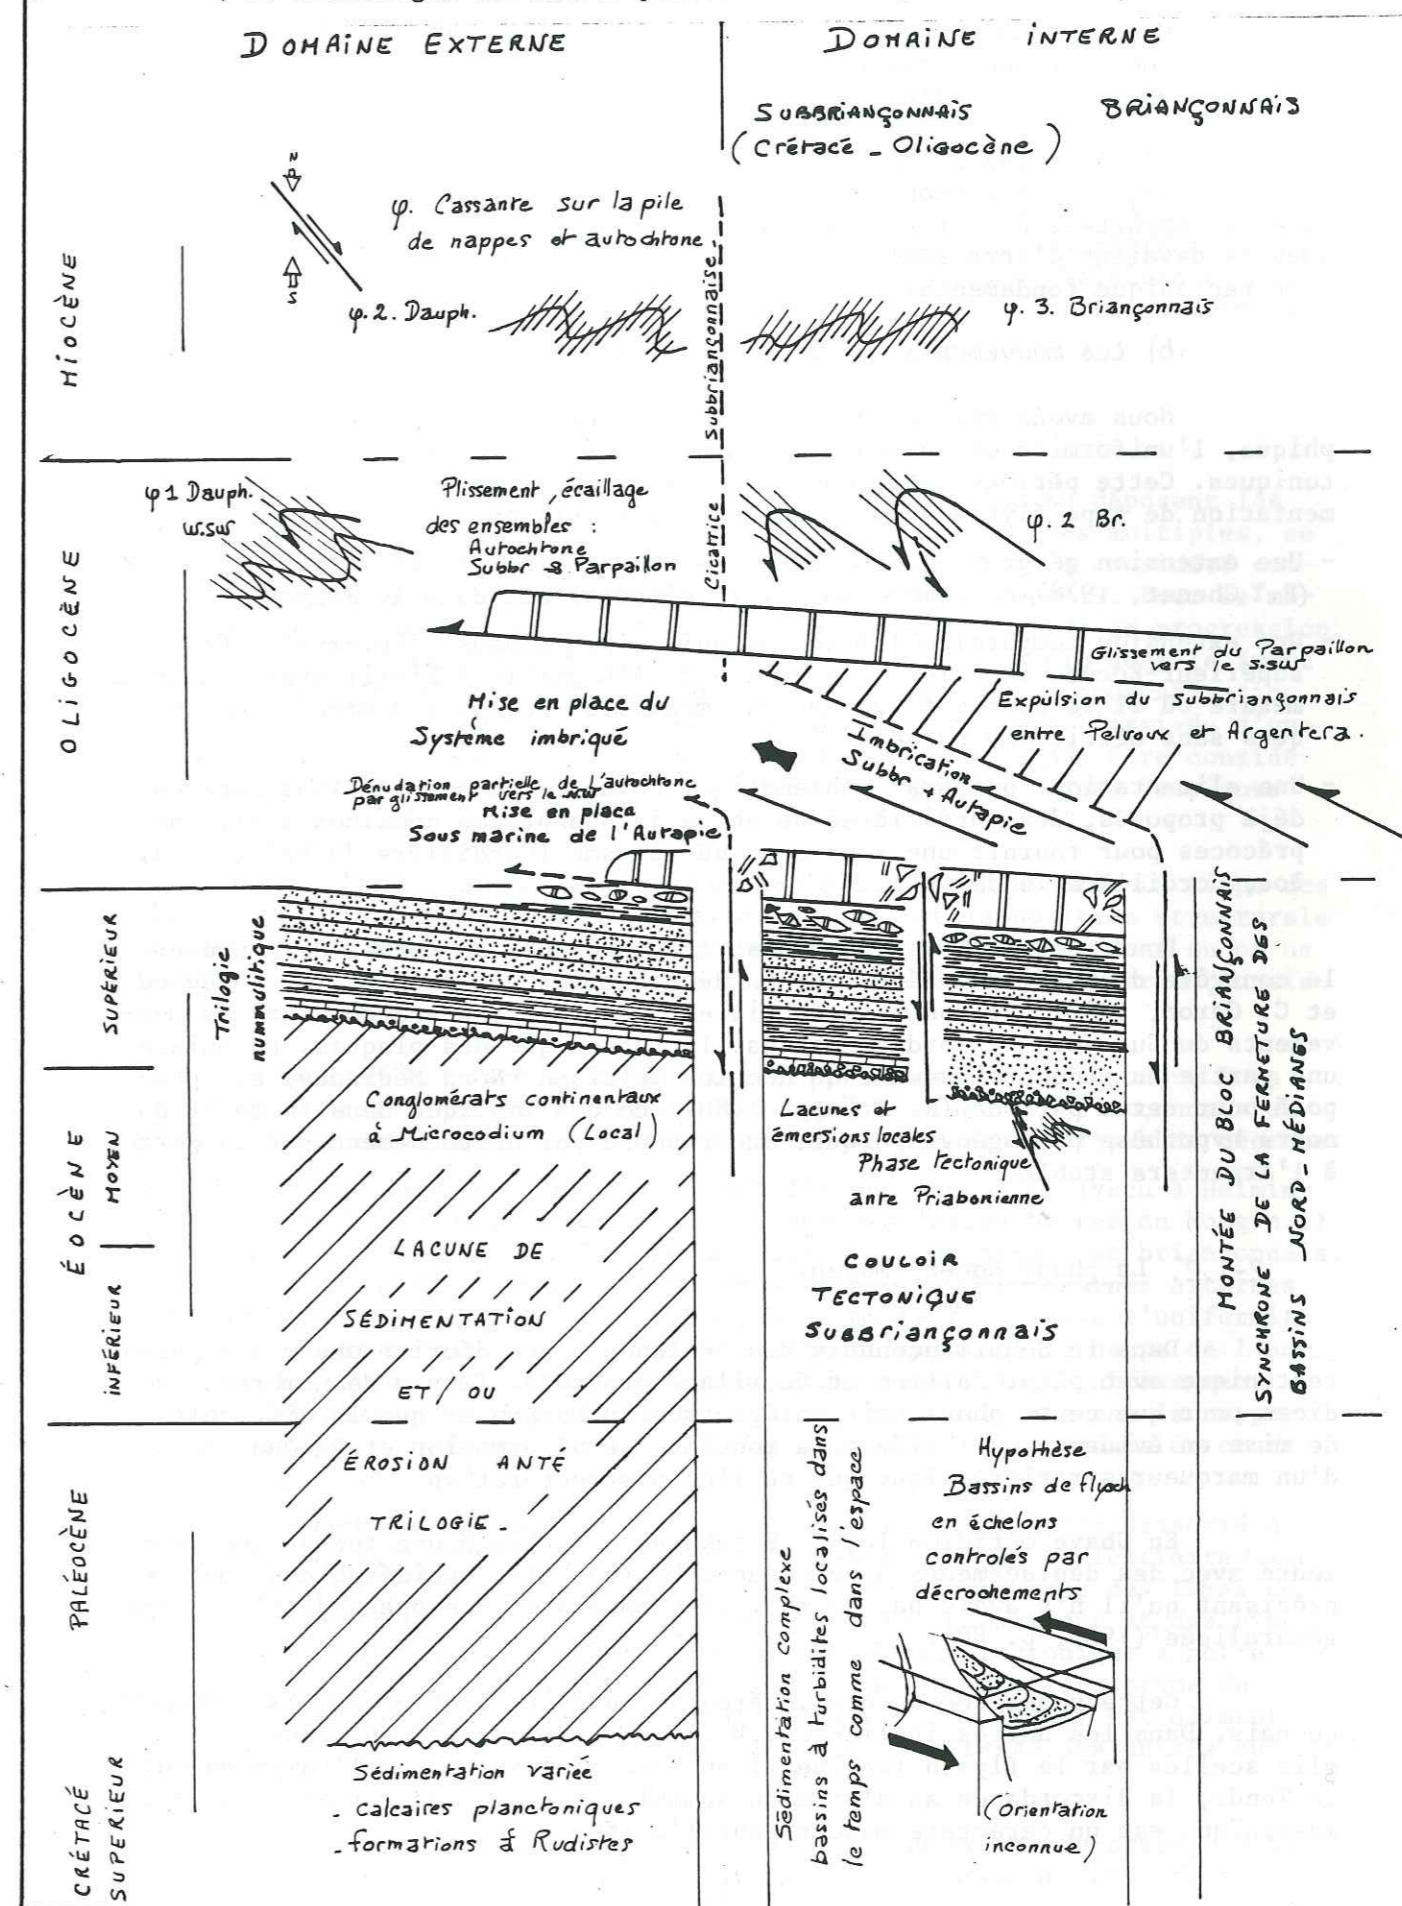 DOMAINE EXTERNE
DOMAINE INTERNE
SUBBRIANÇONNAIS
(Crétacé - Oligocène)
BRIANÇONNAIS
MIOCÈNE
N
S
φ. Cassante sur la pile
de nappes et autochtone
φ.2. Dauph.
φ. 3. Briançonnais
Cicatrice Subbriançonnaise
OLIGOCÈNE
φ1 Dauph.
W.SW
Plissement, écaillage
des ensembles :
Autochtone
Subbr & Parpaillon
φ. 2 Br.
Glissement du Parpaillon
vers le s.sw
Expulsion du Subbriançonnais
entre Pelvoux et Argentera.
Mise en place du
Système imbriqué
Imbrication
Subbr + Autapie
Dénudation partielle de L'autochtone
par glissement vers le N.W
Mise en place
Sous marine de l'Autapie
ÉOCÈNE
SUPÉRIEUR
MOYEN
INFÉRIEUR
Trilogie
nummulitique
Conglomérats continentaux
à Microcodium (Local)
LACUNE DE
SÉDIMENTATION
ET OU
ÉROSION ANTÉ
TRILOGIE -
Lacunes et
émersions locales
Phase tectonique
ante Priabonienne
COULOIR
TECTONIQUE
SUBBRIANÇONNAIS
MONTÉE DU BLOC BRIANÇONNAIS
SYNCHRONE DE LA FERMETURE DES
BASSINS NORD-MÉDIANES
PALÉOCÈNE
CRÉTACÉ
SUPERIEUR
Sédimentation variée
- calcaires planctoniques
- formations à Rudistes
Sédimentation complexe
bassins à turbidites localisés dans
le temps comme dans l'espace
Hypothèse
Bassins de flysch
en échelons
controlés par
décrochements
(Orientation
inconnue)